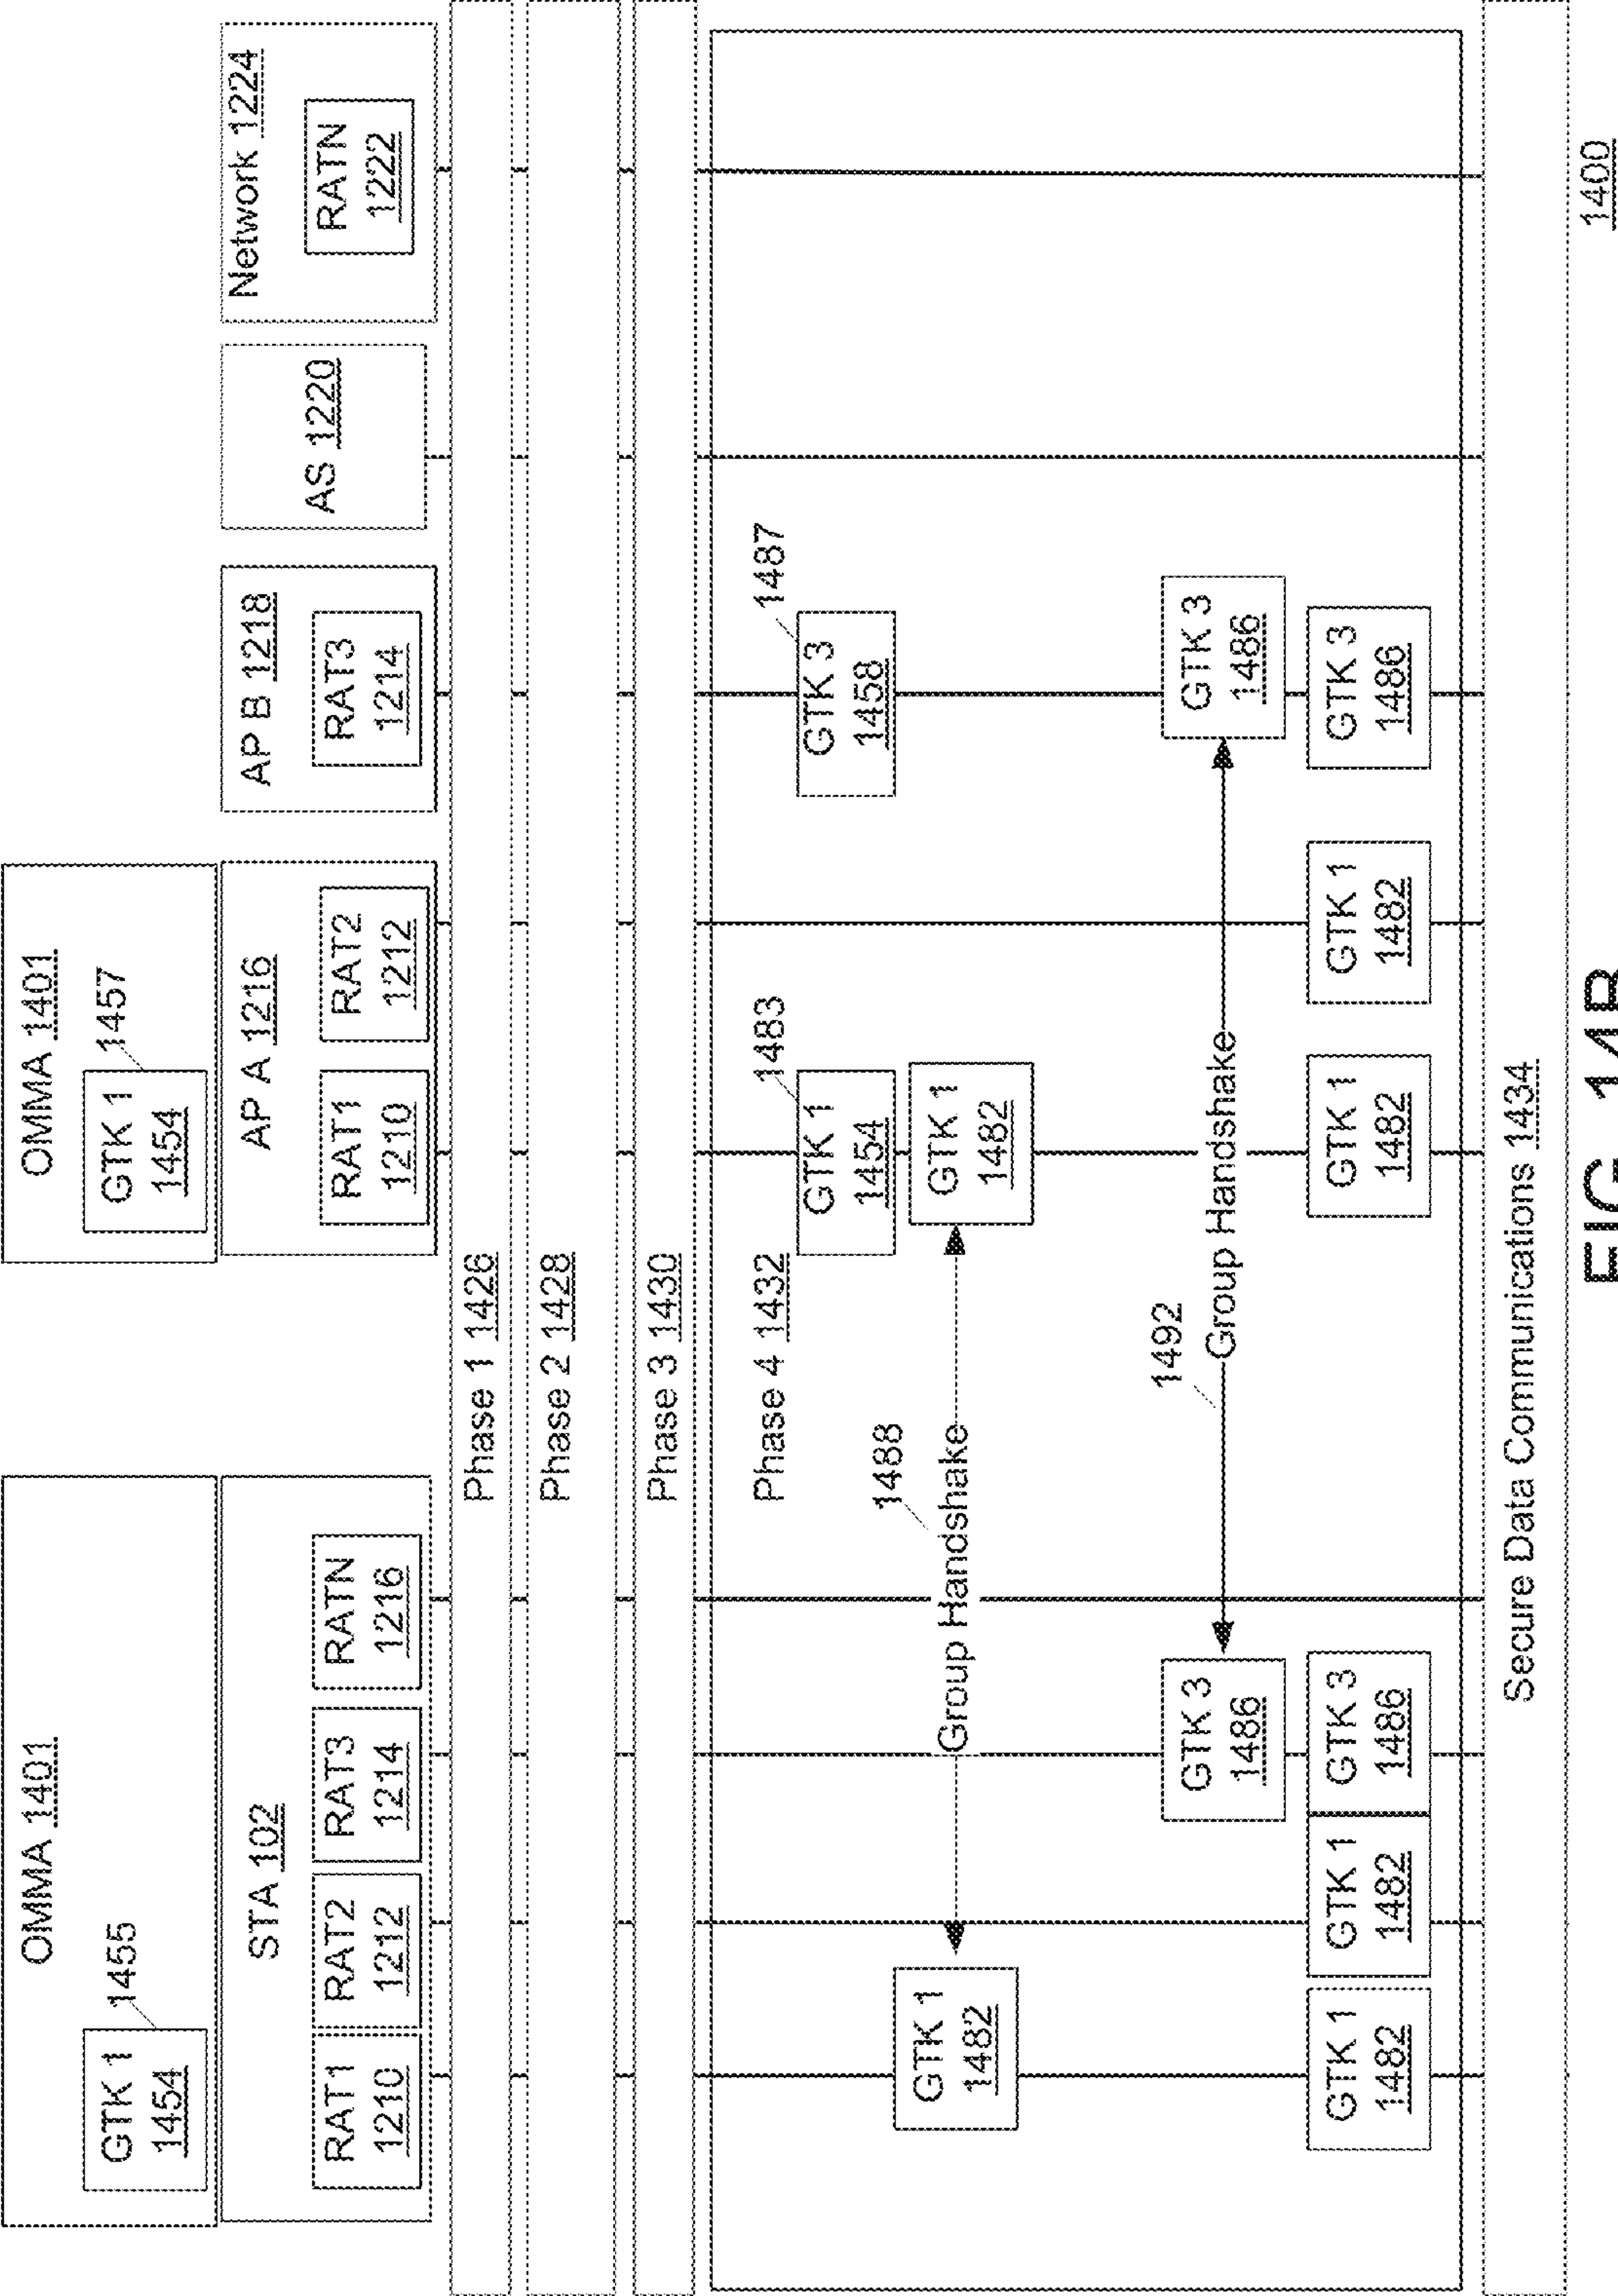 OMMA 1401
GTK 1
1454
1455
OMMA 1401
GTK 1
1454
1457
STA 102
RAT1
1210
RAT2
1212
RAT3
1214
RATN
1216
AP A 1216
RAT1
1210
RAT2
1212
AP B 1218
RAT3
1214
AS 1220
Network 1224
RATN
1222
Phase 1 1426
Phase 2 1428
Phase 3 1430
Phase 4 1432
GTK 1
1454
1483
GTK 3
1458
1487
GTK 1
1482
1488
Group Handshake
GTK 1
1482
GTK 3
1486
1492
Group Handshake
GTK 3
1486
GTK 1
1482
GTK 1
1482
GTK 3
1486
GTK 1
1482
GTK 1
1482
GTK 3
1486
Secure Data Communications 1434
FIG. 14B
1400